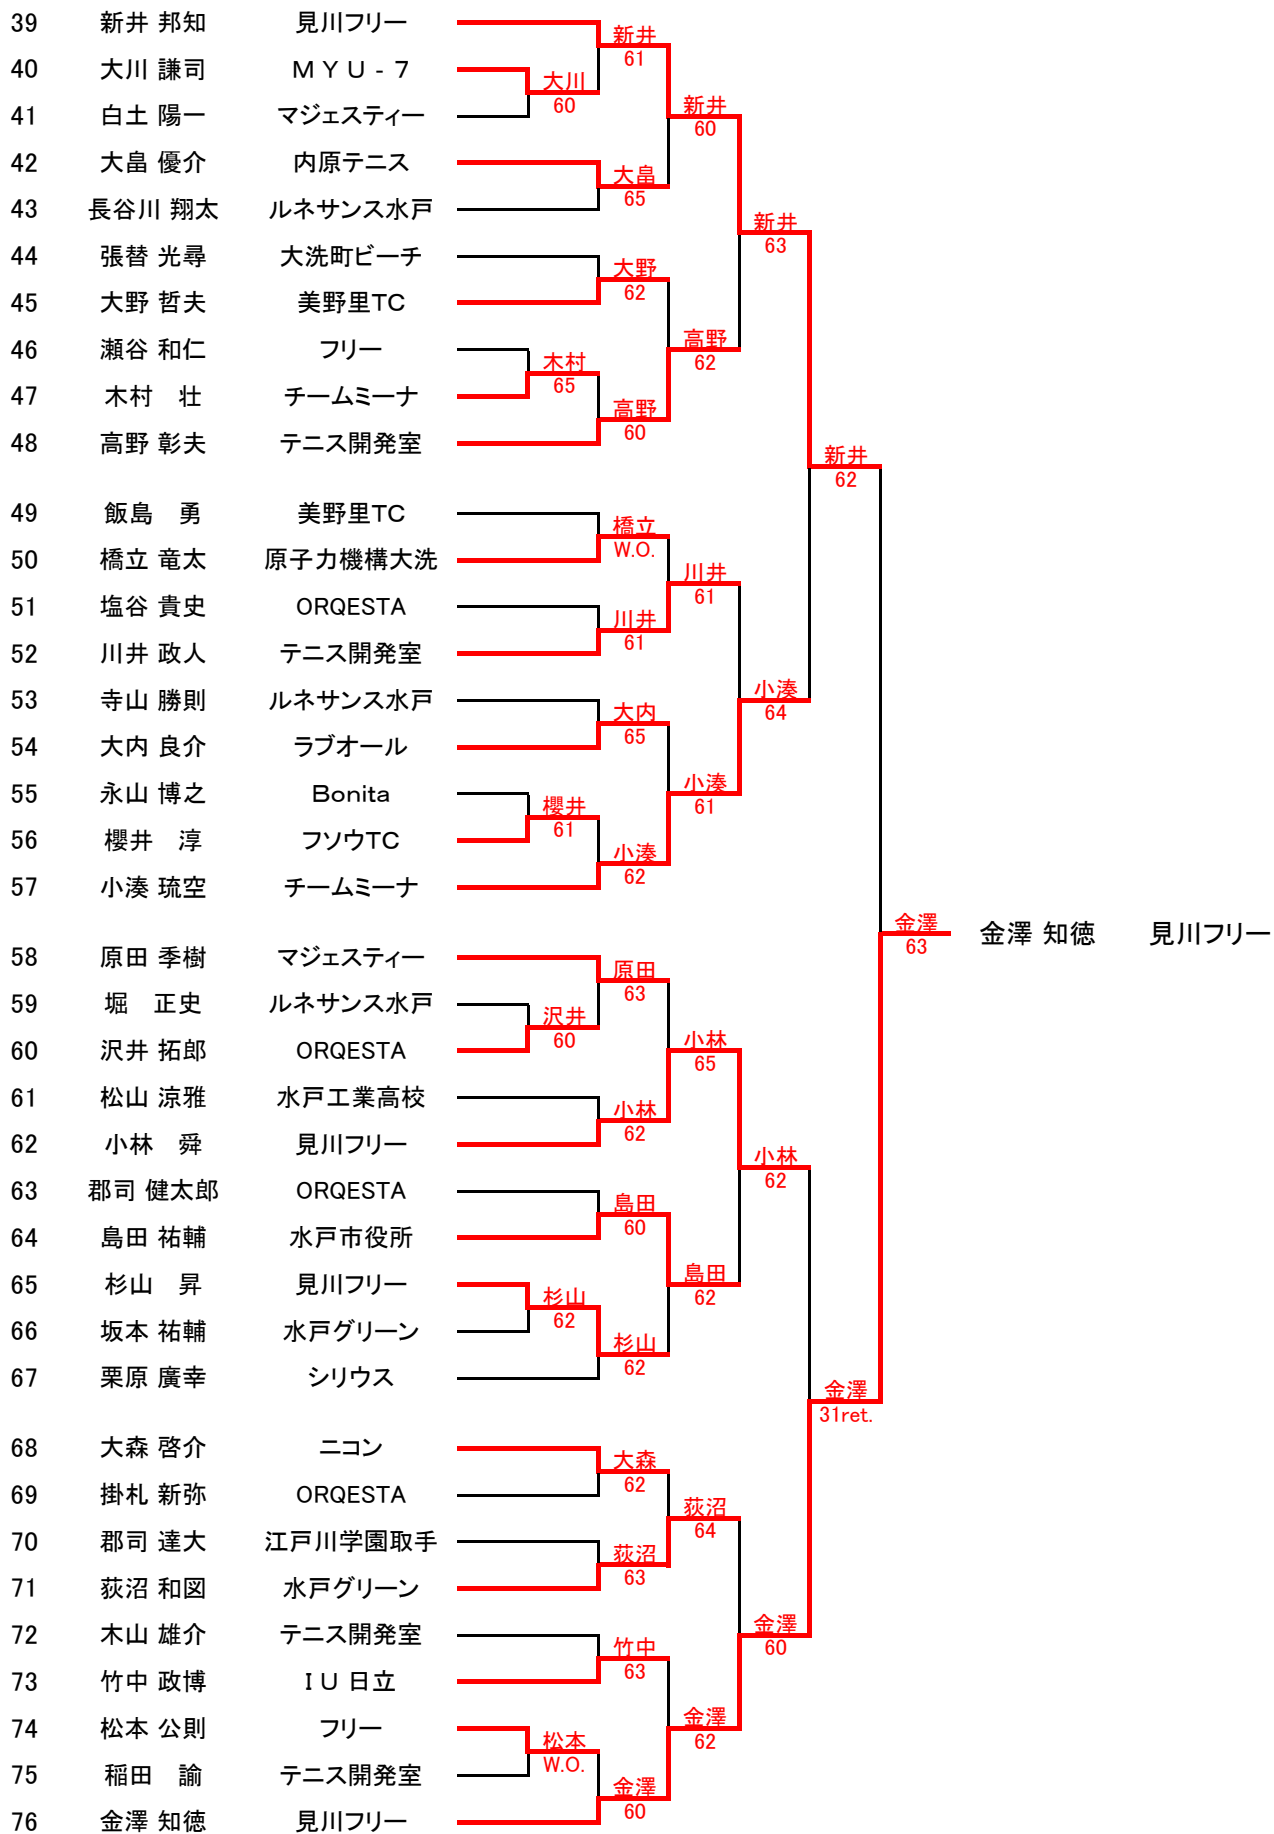 39 新井 邦知 見川フリー
新井
61
40 大川 謙司 ＭＹＵ-７
大川
60
41 白土 陽一 マジェスティー
新井
60
42 大畠 優介 内原テニス
大畠
65
43 長谷川 翔太 ルネサンス水戸
新井
63
44 張替 光尋 大洗町ビーチ
大野
62
45 大野 哲夫 美野里TC
46 瀬谷 和仁 フリー
高野
62
木村
65
47 木村 壮 チームミーナ
高野
60
48 高野 彰夫 テニス開発室
新井
62
49 飯島 勇 美野里TC
橋立
W.O.
50 橋立 竜太 原子力機構大洗
川井
61
51 塩谷 貴史 ORQESTA
川井
61
52 川井 政人 テニス開発室
53 寺山 勝則 ルネサンス水戸
小湊
64
大内
65
54 大内 良介 ラブオール
55 永山 博之 Bonita
小湊
61
櫻井
61
56 櫻井 淳 フソウTC
小湊
62
57 小湊 琉空 チームミーナ
金澤
63
金澤 知徳 見川フリー
58 原田 季樹 マジェスティー
原田
63
59 堀 正史 ルネサンス水戸
沢井
60
60 沢井 拓郎 ORQESTA
小林
65
61 松山 涼雅 水戸工業高校
小林
62
62 小林 舜 見川フリー
小林
62
63 郡司 健太郎 ORQESTA
島田
60
64 島田 祐輔 水戸市役所
65 杉山 昇 見川フリー
島田
62
杉山
62
66 坂本 祐輔 水戸グリーン
杉山
62
67 栗原 廣幸 シリウス
金澤
31ret.
68 大森 啓介 ニコン
大森
62
69 掛札 新弥 ORQESTA
荻沼
64
70 郡司 達大 江戸川学園取手
荻沼
63
71 荻沼 和図 水戸グリーン
72 木山 雄介 テニス開発室
金澤
60
竹中
63
73 竹中 政博 ＩＵ日立
74 松本 公則 フリー
金澤
62
松本
W.O.
75 稲田 諭 テニス開発室
金澤
60
76 金澤 知徳 見川フリー